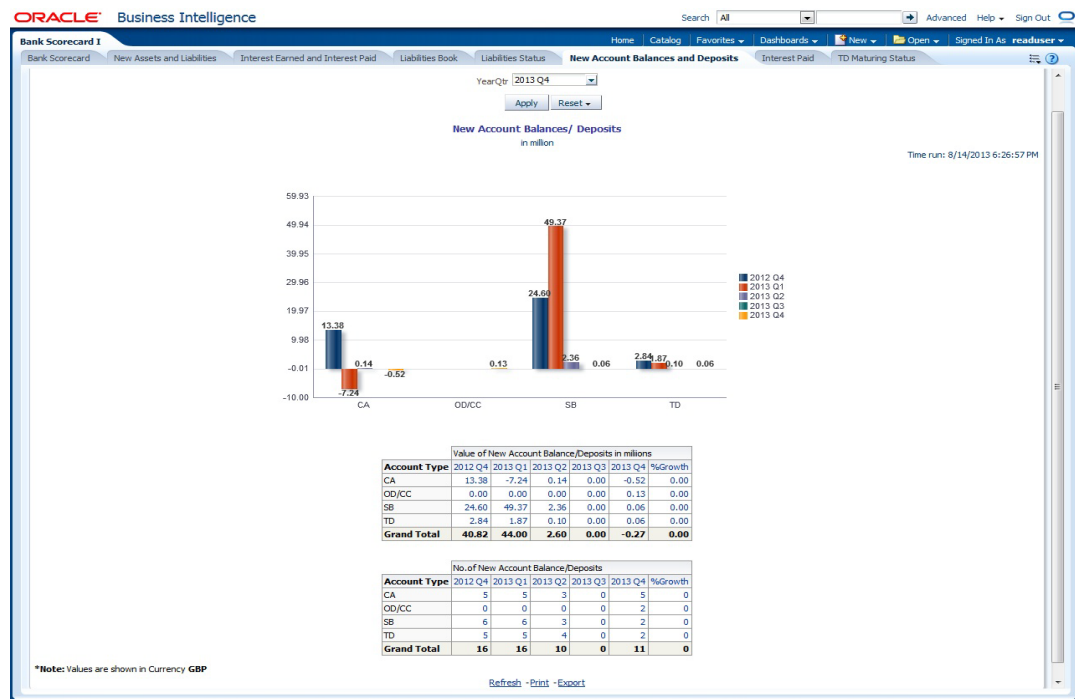 ORACLE Business Intelligence
Search All Advanced Help Sign Out
Bank Scorecard I
Home Catalog Favorites Dashboards New Open Signed In As readuser
Bank Scorecard New Assets and Liabilities Interest Earned and Interest Paid Liabilities Book Liabilities Status New Account Balances and Deposits Interest Paid TD Maturing Status
YearQtr 2013 Q4
Apply Reset
New Account Balances/ Deposits
in million
Time run: 8/14/2013 6:26:57 PM
59.93
49.94
39.95
29.96
19.97
9.98
-0.01
-10.00
13.38
-7.24
0.14
-0.52
0.13
24.60
49.37
2.36
0.06
2.84
1.87
0.10
0.06
CA OD/CC SB TD
2012 Q4
2013 Q1
2013 Q2
2013 Q3
2013 Q4
Value of New Account Balance/Deposits in millions
Account Type 2012 Q4 2013 Q1 2013 Q2 2013 Q3 2013 Q4 %Growth
CA 13.38 -7.24 0.14 0.00 -0.52 0.00
OD/CC 0.00 0.00 0.00 0.00 0.13 0.00
SB 24.60 49.37 2.36 0.00 0.06 0.00
TD 2.84 1.87 0.10 0.00 0.06 0.00
Grand Total 40.82 44.00 2.60 0.00 -0.27 0.00
No.of New Account Balance/Deposits
Account Type 2012 Q4 2013 Q1 2013 Q2 2013 Q3 2013 Q4 %Growth
CA 5 5 3 0 5 0
OD/CC 0 0 0 0 2 0
SB 6 6 3 0 2 0
TD 5 5 4 0 2 0
Grand Total 16 16 10 0 11 0
*Note: Values are shown in Currency GBP
Refresh - Print - Export